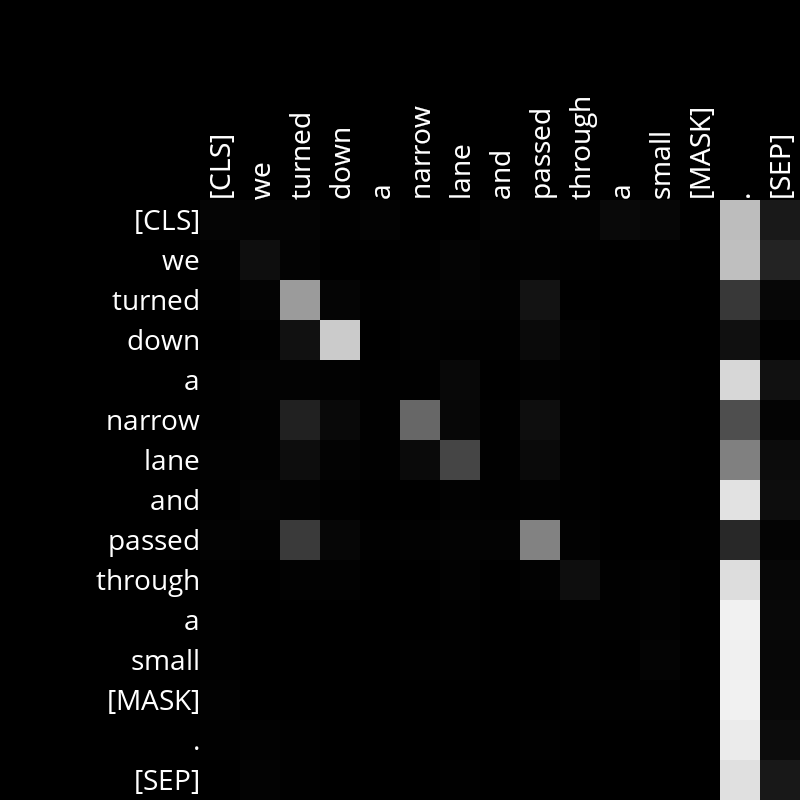 [CLS] we turned down a narrow lane and passed through a small [MASK] . [SEP]
[CLS]
we
turned
down
a
narrow
lane
and
passed
through
a
small
[MASK]
.
[SEP]